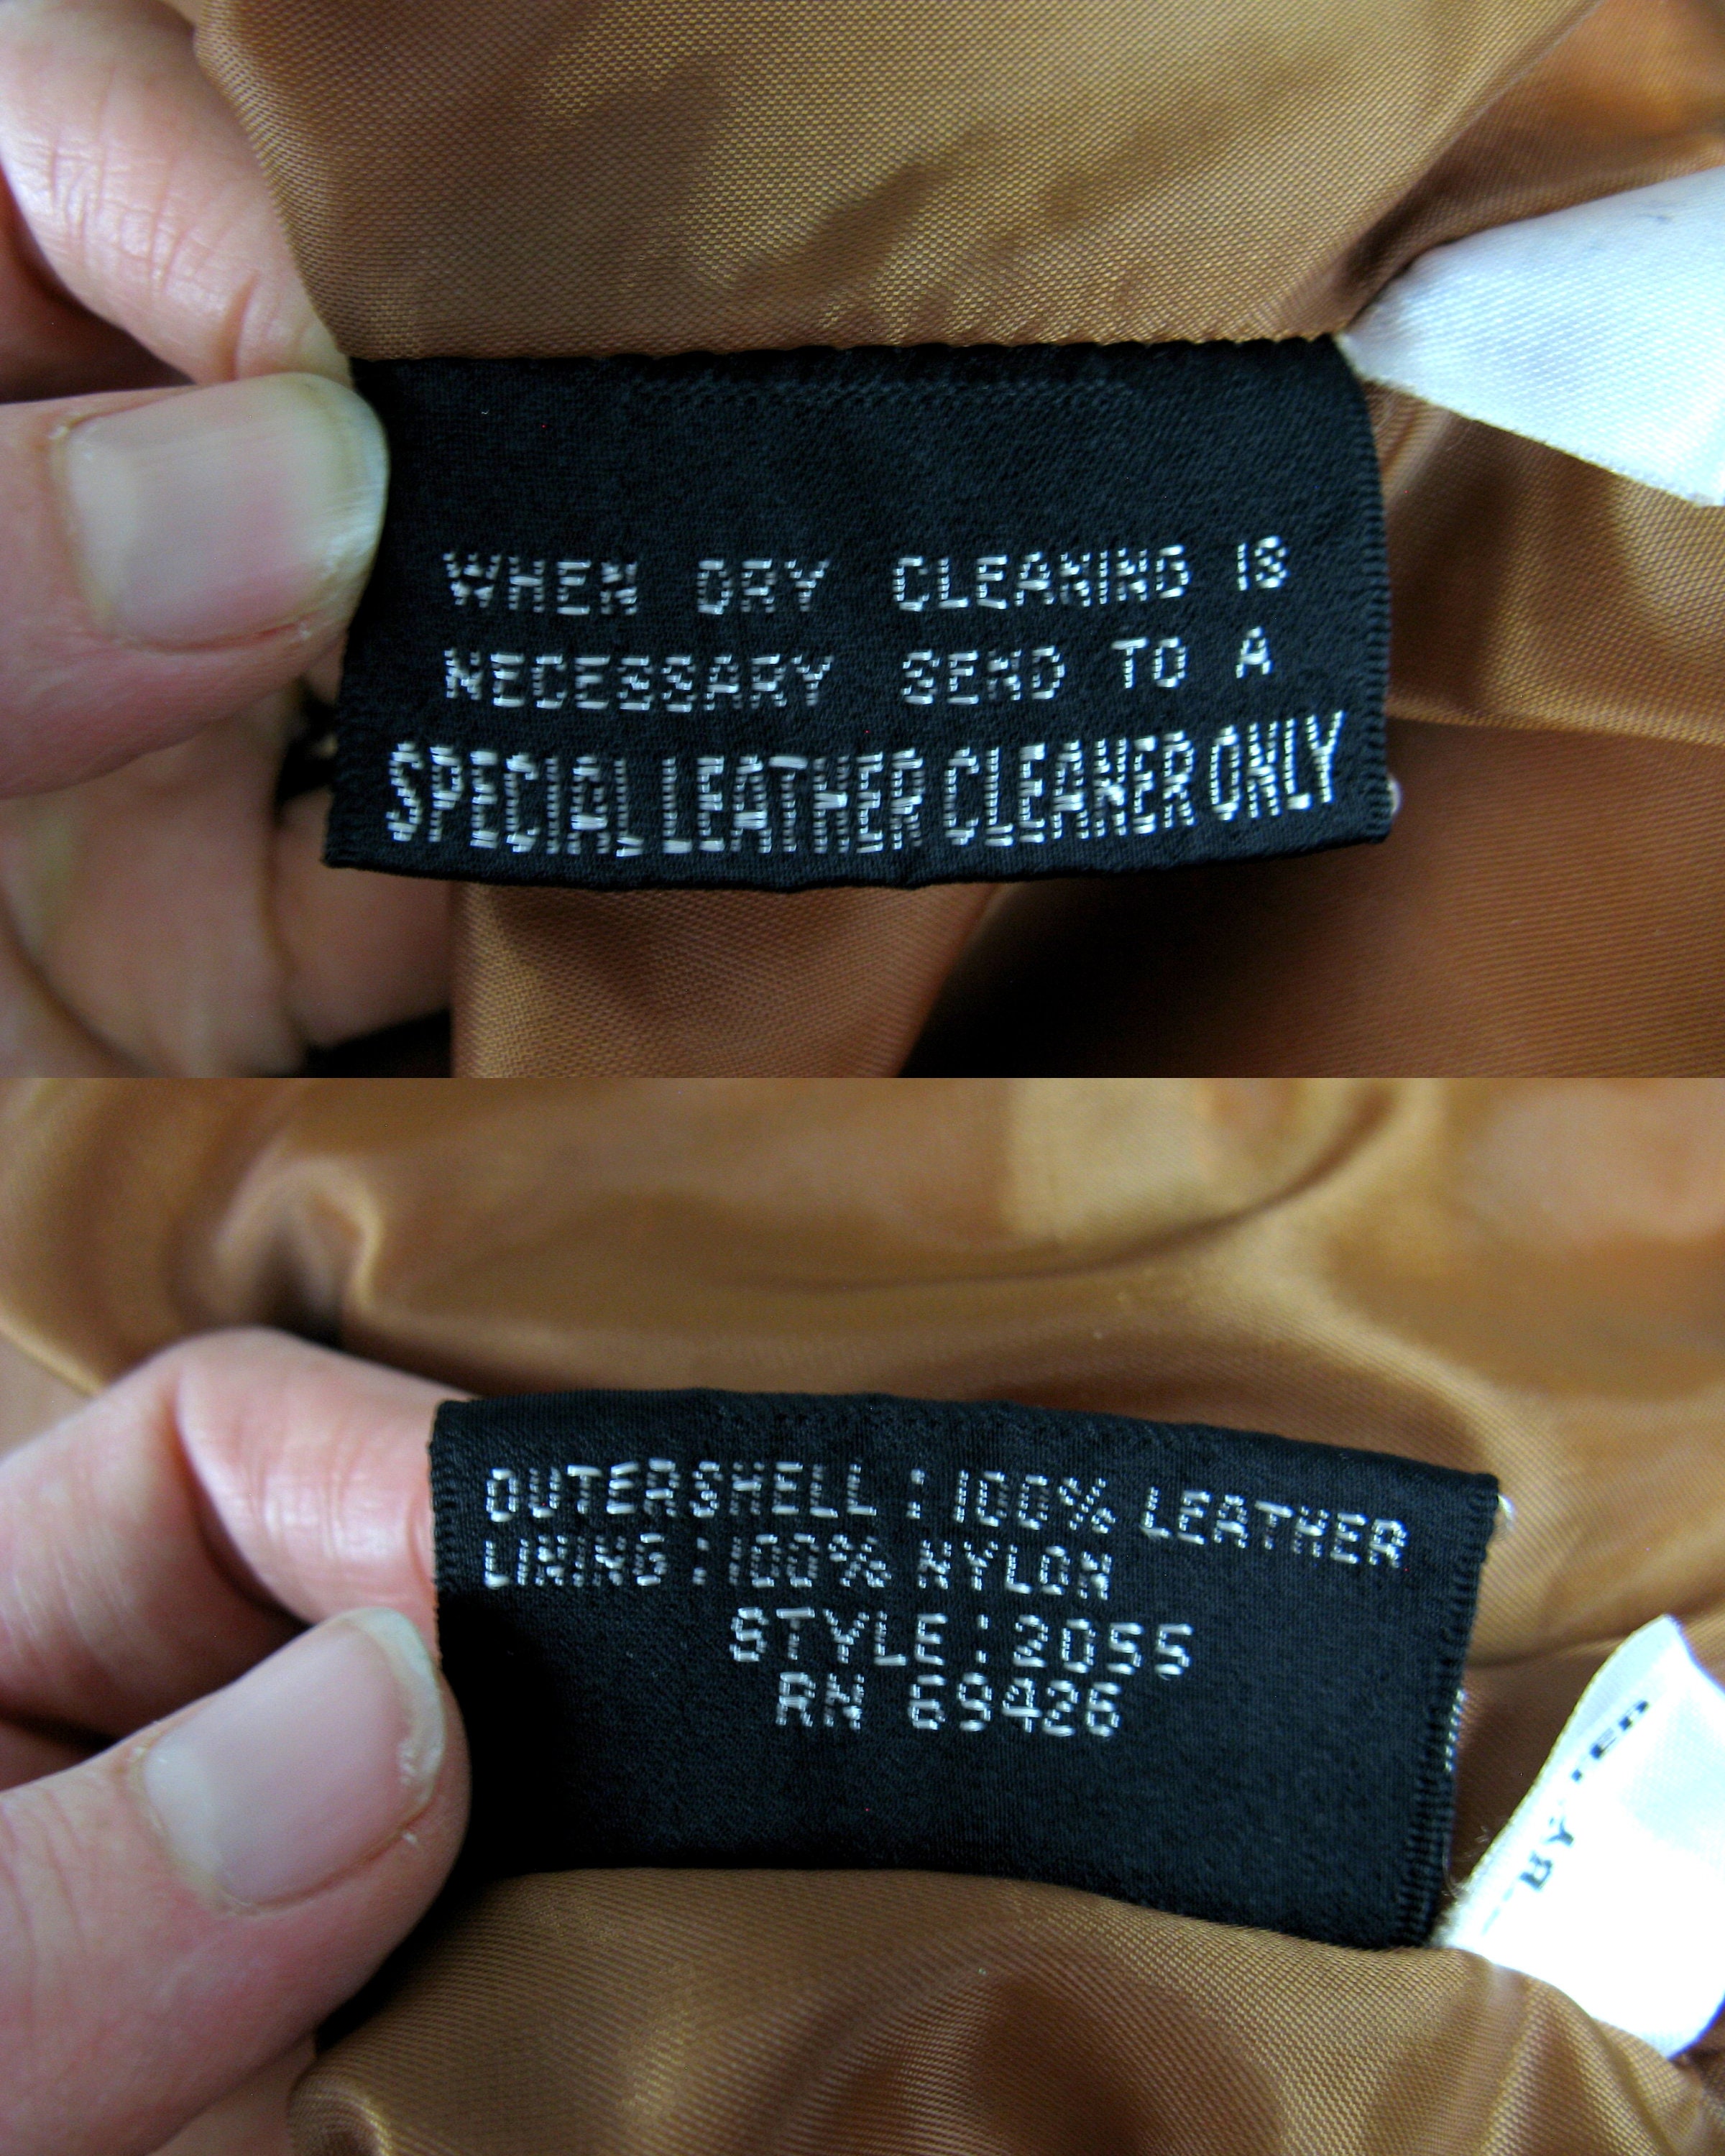 WHEN DRY CLEANING IS
NECESSARY SEND TO A
SPECIAL LEATHER CLEANER ONLY
OUTERSHELL : 100% LEATHER
LINING : 100% NYLON
STYLE : 2055
RN 69426